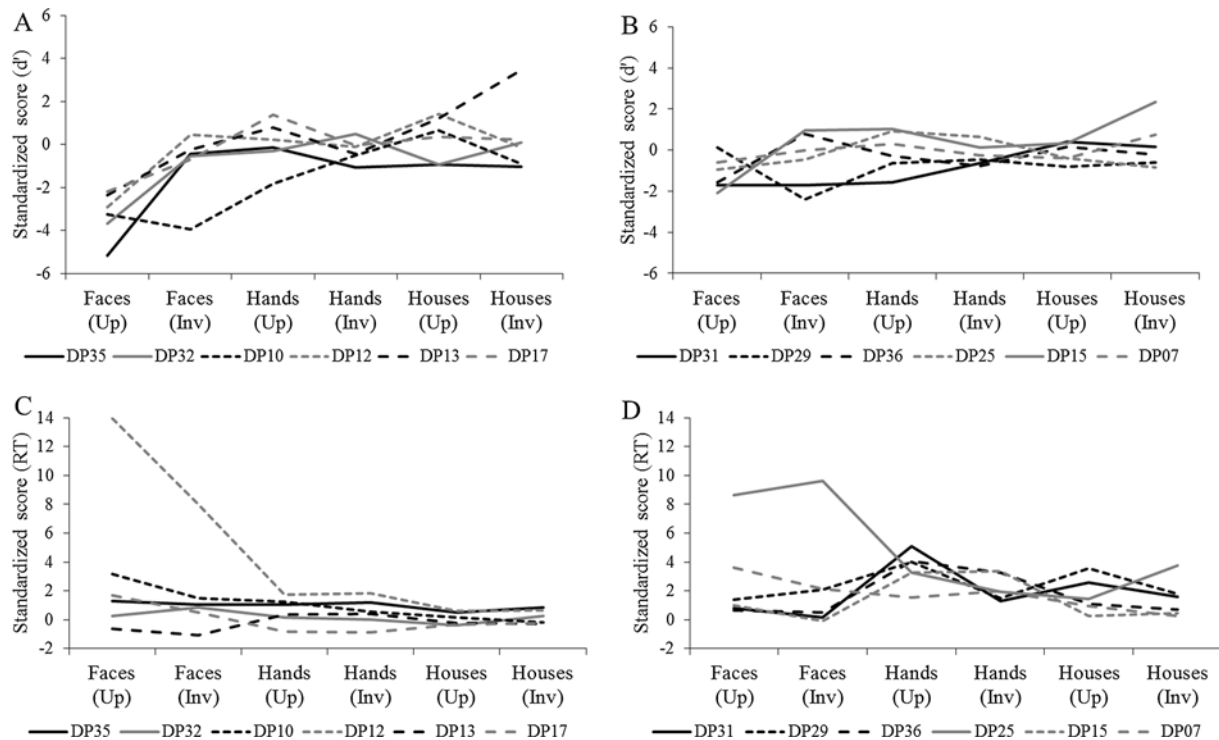 A
Standardized score (d')
6
4
2
0
-2
-4
-6
Faces Faces Hands Hands Houses Houses
(Up) (Inv) (Up) (Inv) (Up) (Inv)
DP35 DP32 DP10 DP12 DP13 DP17
B
Standardized score (d')
6
4
2
0
-2
-4
-6
Faces Faces Hands Hands Houses Houses
(Up) (Inv) (Up) (Inv) (Up) (Inv)
DP31 DP29 DP36 DP25 DP15 DP07
C
Standardized score (RT)
14
12
10
8
6
4
2
0
-2
Faces Faces Hands Hands Houses Houses
(Up) (Inv) (Up) (Inv) (Up) (Inv)
DP35 DP32 DP10 DP12 DP13 DP17
D
Standardized score (RT)
14
12
10
8
6
4
2
0
-2
Faces Faces Hands Hands Houses Houses
(Up) (Inv) (Up) (Inv) (Up) (Inv)
DP31 DP29 DP36 DP25 DP15 DP07